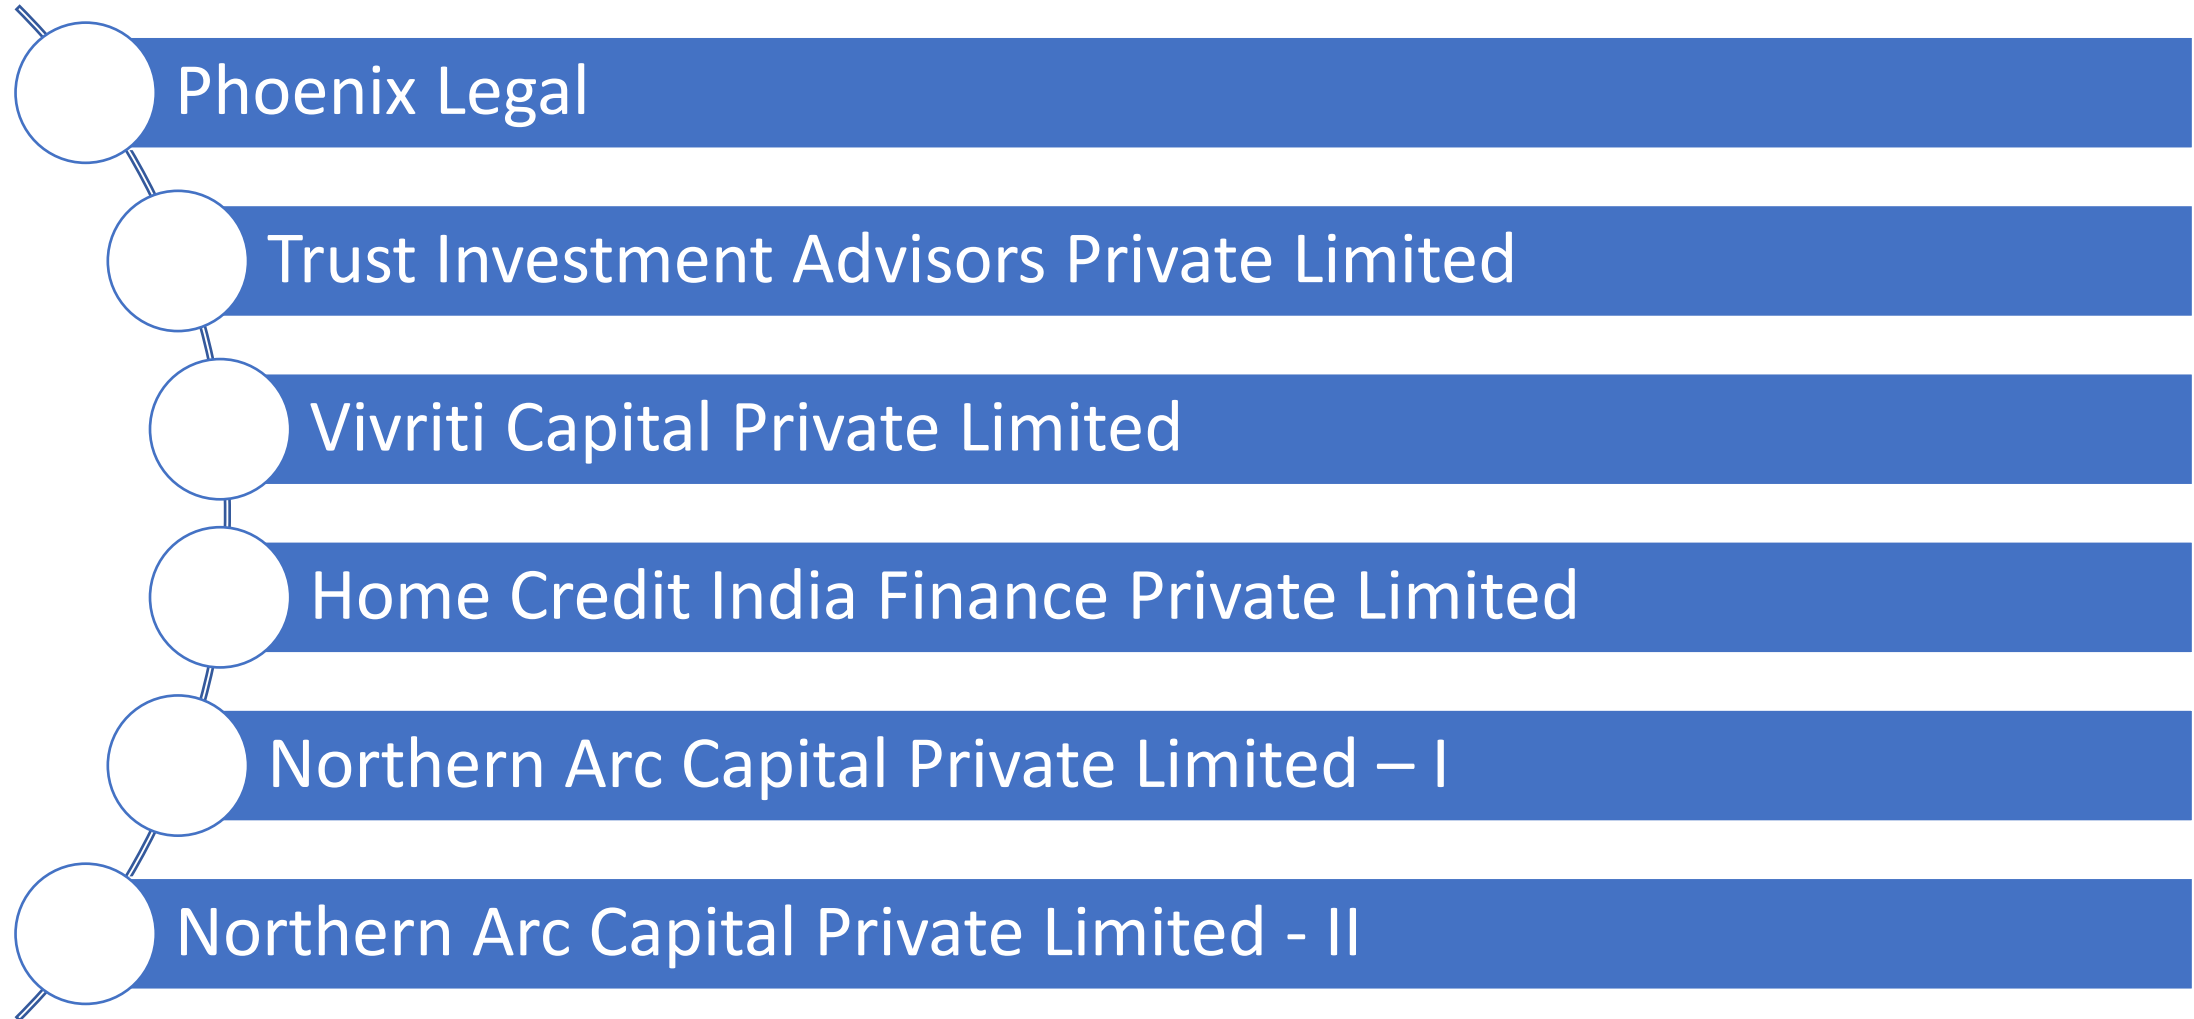 Phoenix Legal
Trust Investment Advisors Private Limited
Vivriti Capital Private Limited
Home Credit India Finance Private Limited
Northern Arc Capital Private Limited – I
Northern Arc Capital Private Limited - II